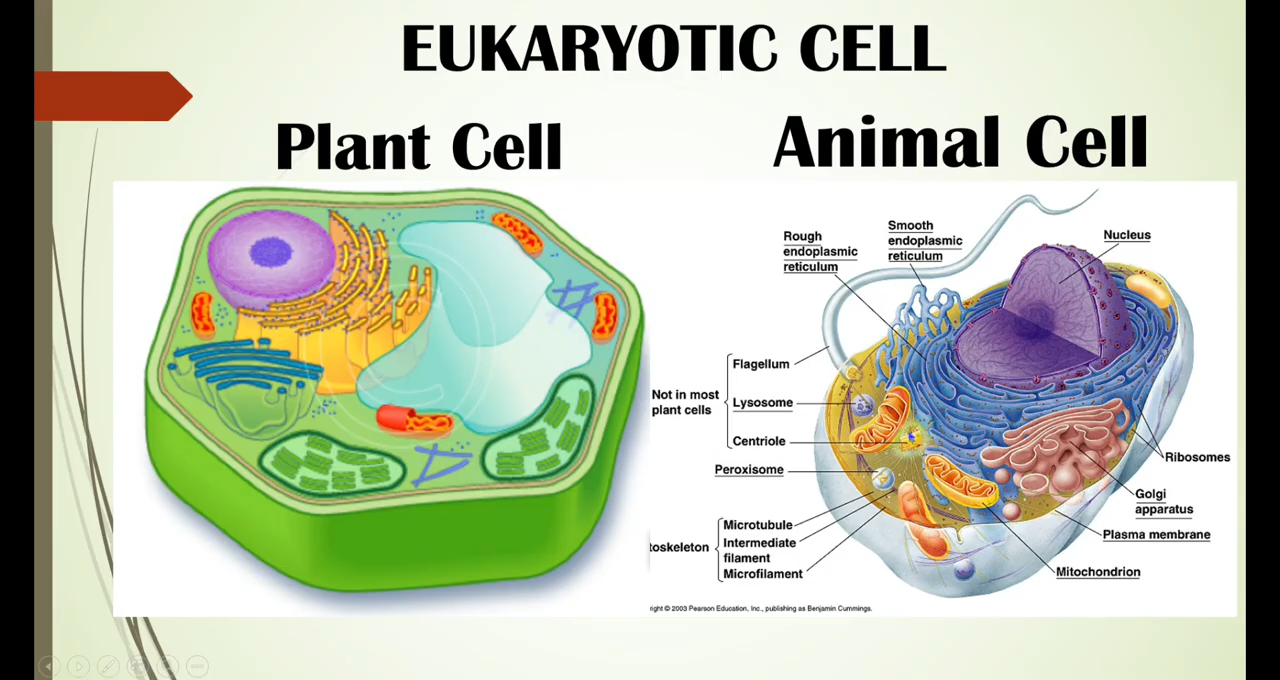 EUKARYOTIC CELL
Plant Cell
Animal Cell
Rough
endoplasmic
reticulum
Smooth
endoplasmic
reticulum
Nucleus
Flagellum
Not in most
plant cells
Lysosome
Centriole
Peroxisome
Ribosomes
Golgi
apparatus
Plasma membrane
Mitochondrion
toskeleton
Microtubule
Intermediate
filament
Microfilament
right © 2003 Pearson Education, Inc., publishing as Benjamin Cummings.